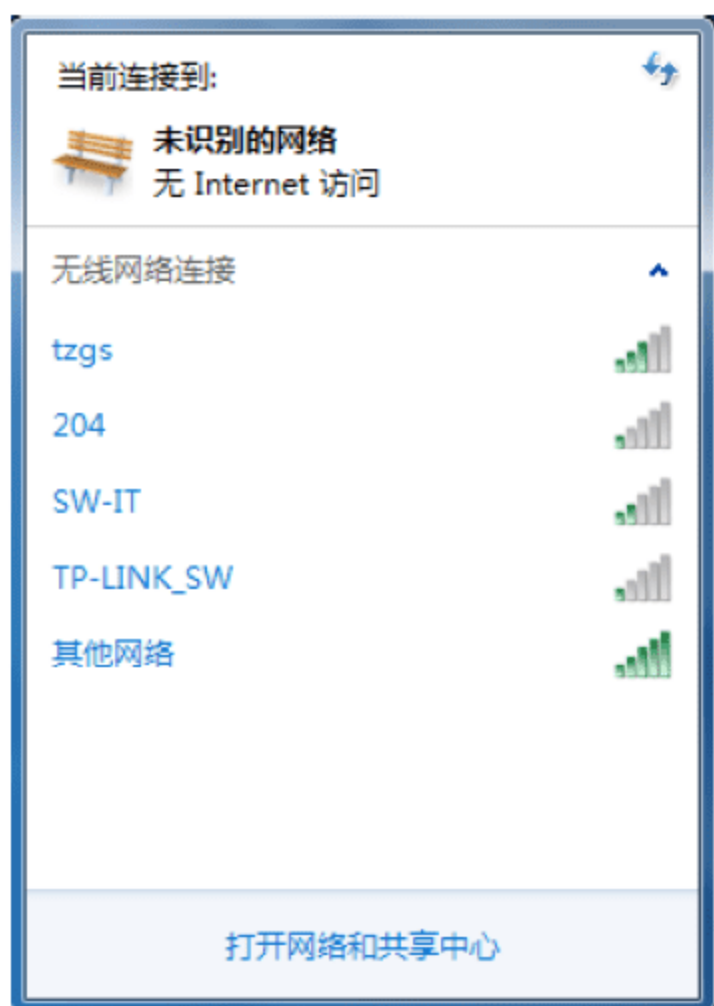 当前连接到:
未识别的网络
无 Internet 访问
无线网络连接
tzgs
204
SW-IT
TP-LINK_SW
其他网络
打开网络和共享中心